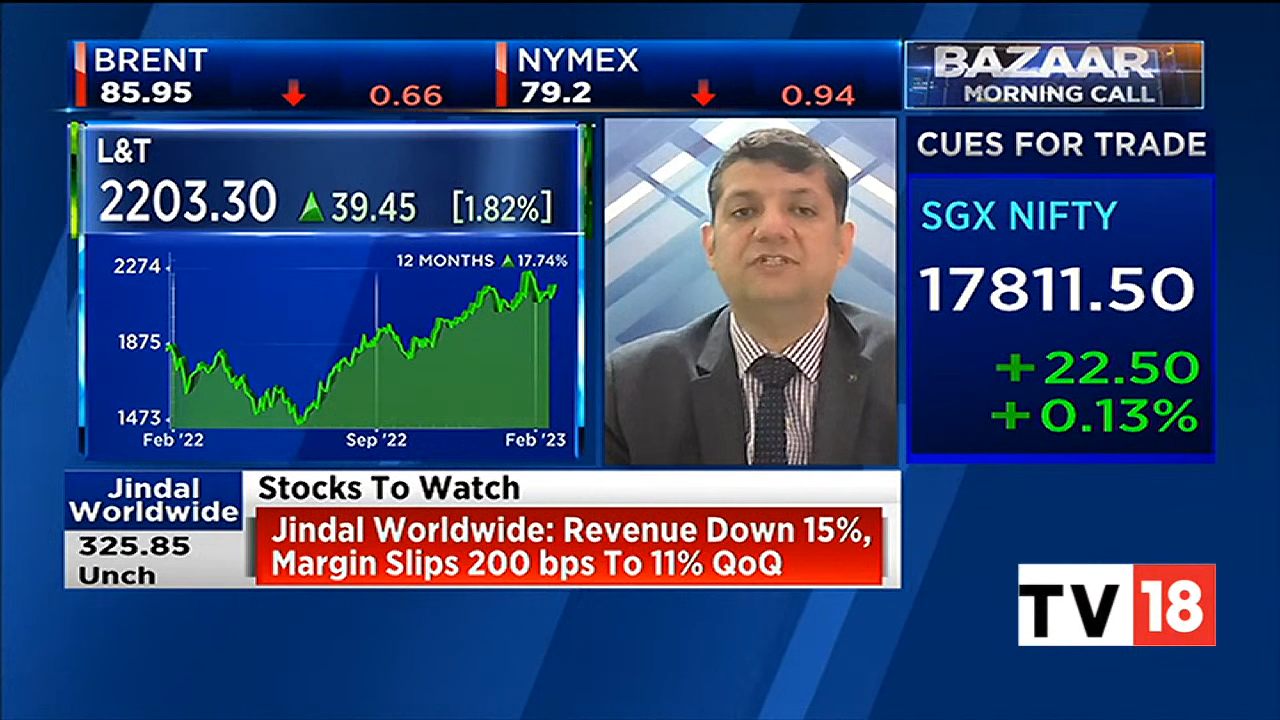 BRENT
85.95 0.66
NYMEX
79.2 0.94
BAZAAR
MORNING CALL
L&T
2203.30 39.45 [1.82%]
12 MONTHS 17.74%
2274
1875
1473
Feb '22 Sep '22 Feb '23
CUES FOR TRADE
SGX NIFTY
17811.50
+22.50
+0.13%
Jindal
Worldwide
325.85
Unch
Stocks To Watch
Jindal Worldwide: Revenue Down 15%,
Margin Slips 200 bps To 11% QoQ
TV18